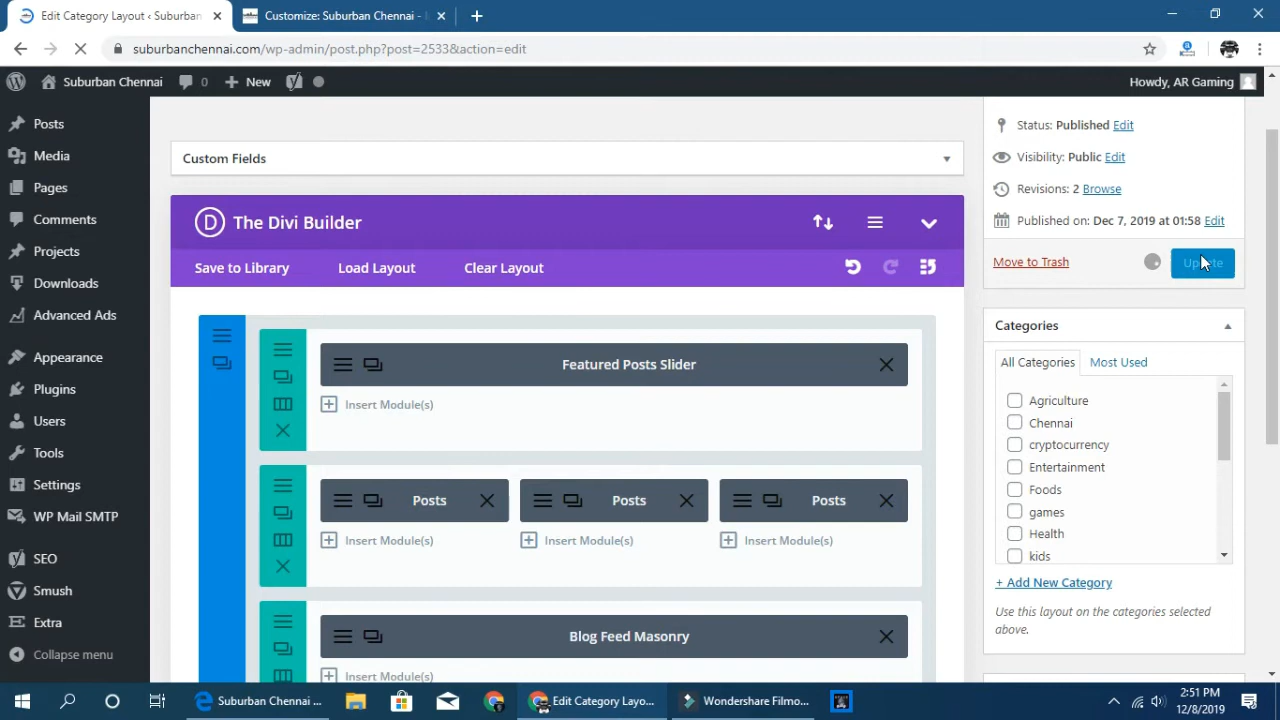 Edit Category Layout ‹ Suburban
Customize: Suburban Chennai -
suburbanchennai.com/wp-admin/post.php?post=2533&action=edit
Suburban Chennai
0
New
Howdy, AR Gaming
Posts
Media
Pages
Comments
Projects
Downloads
Advanced Ads
Appearance
Plugins
Users
Tools
Settings
WP Mail SMTP
SEO
Smush
Extra
Collapse menu
Custom Fields
D The Divi Builder
Save to Library Load Layout Clear Layout
Featured Posts Slider
Insert Module(s)
Posts Posts Posts
Insert Module(s) Insert Module(s) Insert Module(s)
Blog Feed Masonry
Insert Module(s)
Status: Published Edit
Visibility: Public Edit
Revisions: 2 Browse
Published on: Dec 7, 2019 at 01:58 Edit
Move to Trash Update
Categories
All Categories Most Used
Agriculture
Chennai
cryptocurrency
Entertainment
Foods
games
Health
kids
+ Add New Category
Use this layout on the categories selected
above.
Suburban Chennai ...
Edit Category Layo...
Wondershare Filmo...
2:51 PM
12/8/2019